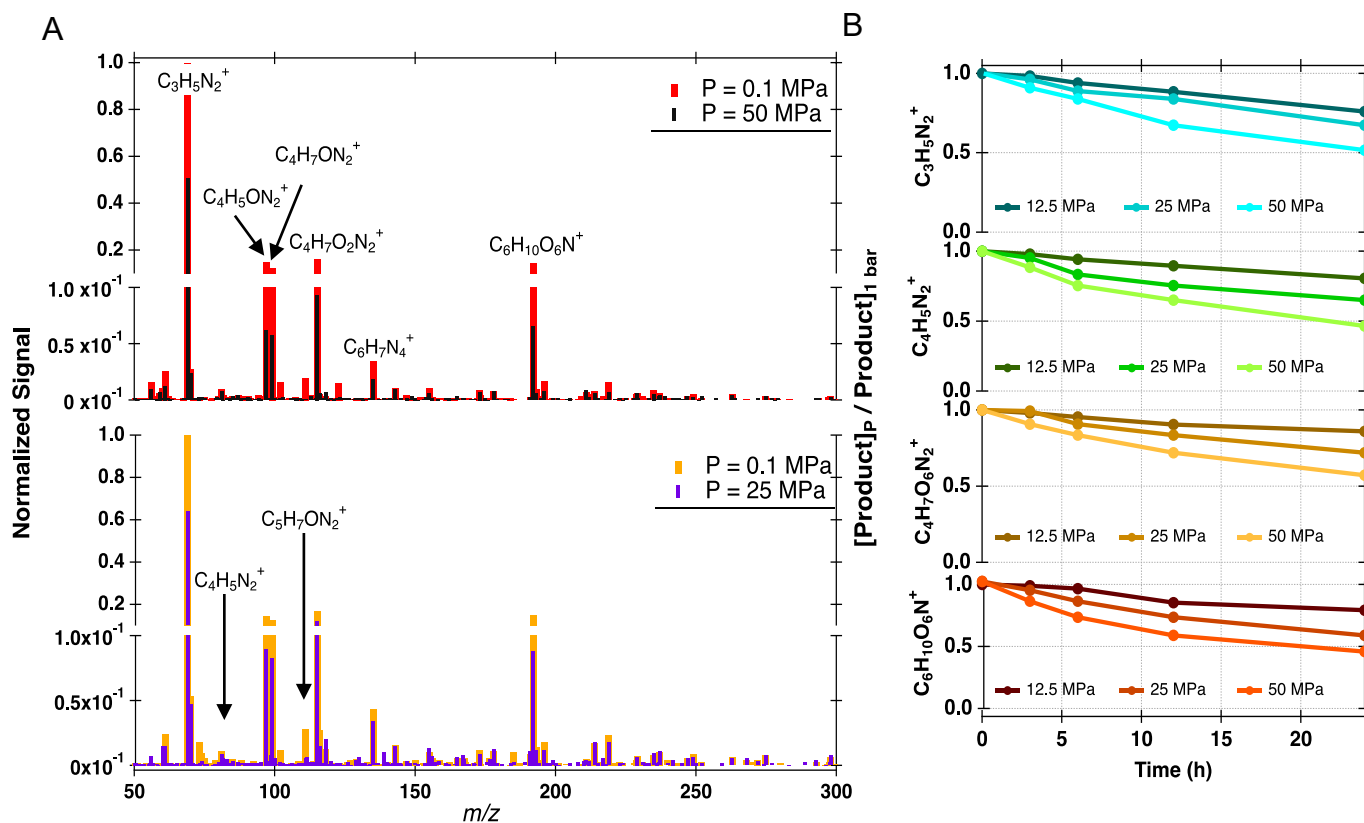 A
Normalized Signal
1.0
0.8
0.6
0.4
0.2
1.0 x10⁻¹
0.5
0 x10⁻¹
C₃H₅N₂⁺
C₄H₇ON₂⁺
C₄H₅ON₂⁺
C₄H₇O₂N₂⁺
C₆H₁₀O₆N⁺
C₆H₇N₄⁺
P = 0.1 MPa
P = 50 MPa
1.0
0.8
0.6
0.4
0.2
1.0x10⁻¹
0.5
0x10⁻¹
P = 0.1 MPa
P = 25 MPa
C₅H₇ON₂⁺
C₄H₅N₂⁺
50 100 150 200 250 300
m/z
B
[Product]P / Product]1 bar
C₃H₅N₂⁺
1.0
0.5
0.0
12.5 MPa 25 MPa 50 MPa
C₄H₅N₂⁺
1.0
0.5
0.0
12.5 MPa 25 MPa 50 MPa
C₄H₇O₆N₂⁺
1.0
0.5
0.0
12.5 MPa 25 MPa 50 MPa
C₆H₁₀O₆N⁺
1.0
0.5
0.0
12.5 MPa 25 MPa 50 MPa
0 5 10 15 20
Time (h)